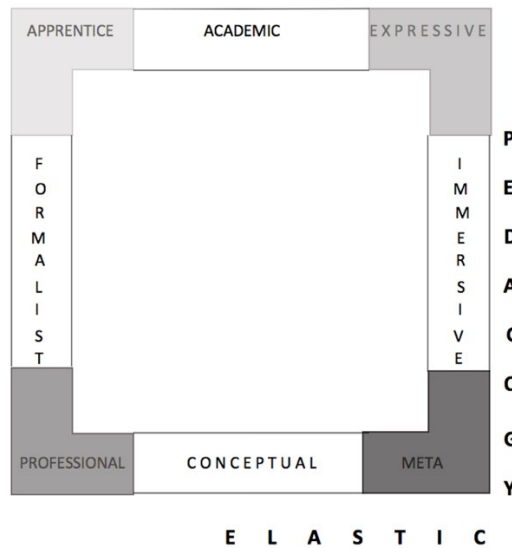 APPRENTICE
ACADEMIC
EXPRESSIVE
FORMALIST
IMMERSIVE
PEDAGOGY
PROFESSIONAL
CONCEPTUAL
META
ELASTIC